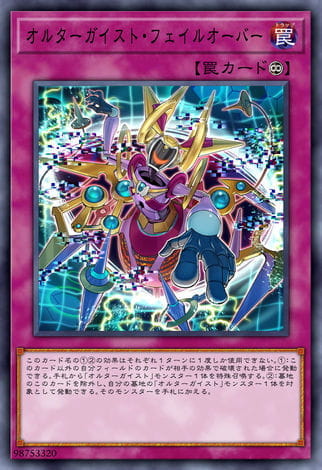 オルターガイスト・フェイルオーバー
トラップ
罠
【罠カード】
このカード名の①②の効果はそれぞれ１ターンに１度しか使用できない。①：こ
のカード以外の自分フィールドのカードが相手の効果で破壊された場合に発動
できる。手札から「オルターガイスト」モンスター１体を特殊召喚する。②：墓地
のこのカードを除外し、自分の墓地の「オルターガイスト」モンスター１体を対
象として発動できる。そのモンスターを手札に加える。
98753320